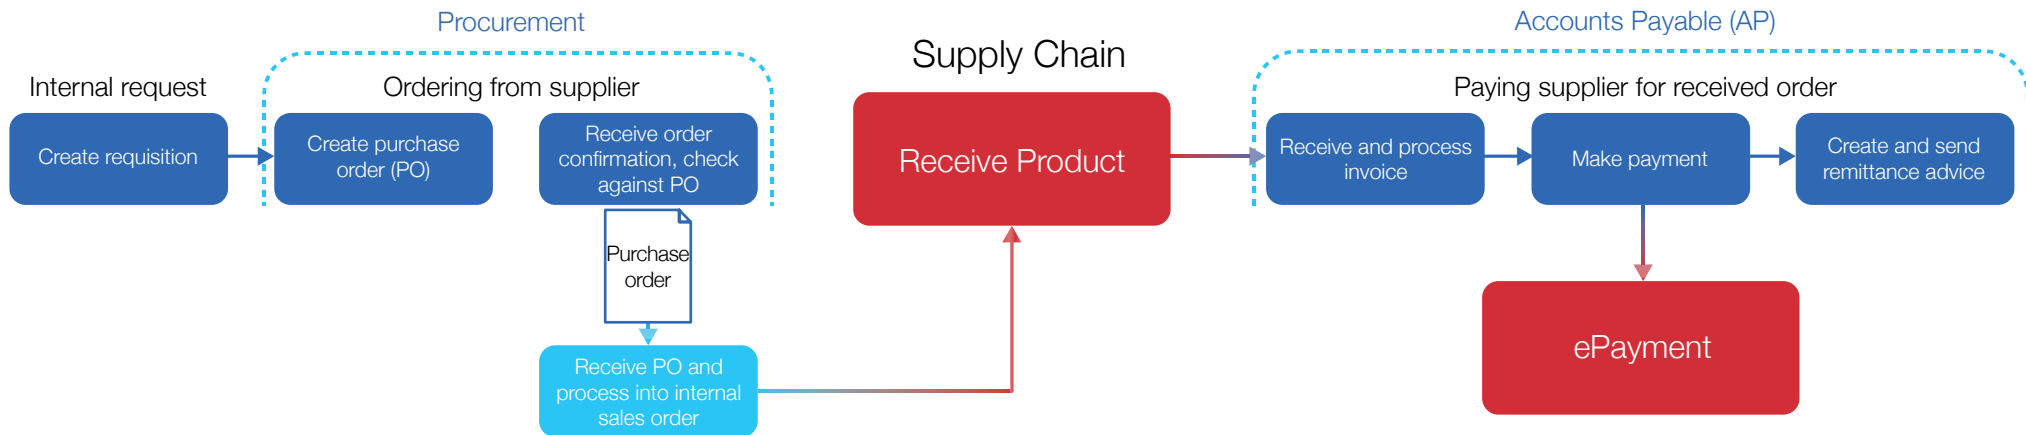 Procurement
Accounts Payable (AP)
Supply Chain
Internal request
Ordering from supplier
Paying supplier for received order
Create requisition
Create purchase
order (PO)
Receive order
confirmation, check
against PO
Receive Product
Receive and process
invoice
Make payment
Create and send
remittance advice
Purchase
order
ePayment
Receive PO and
process into internal
sales order